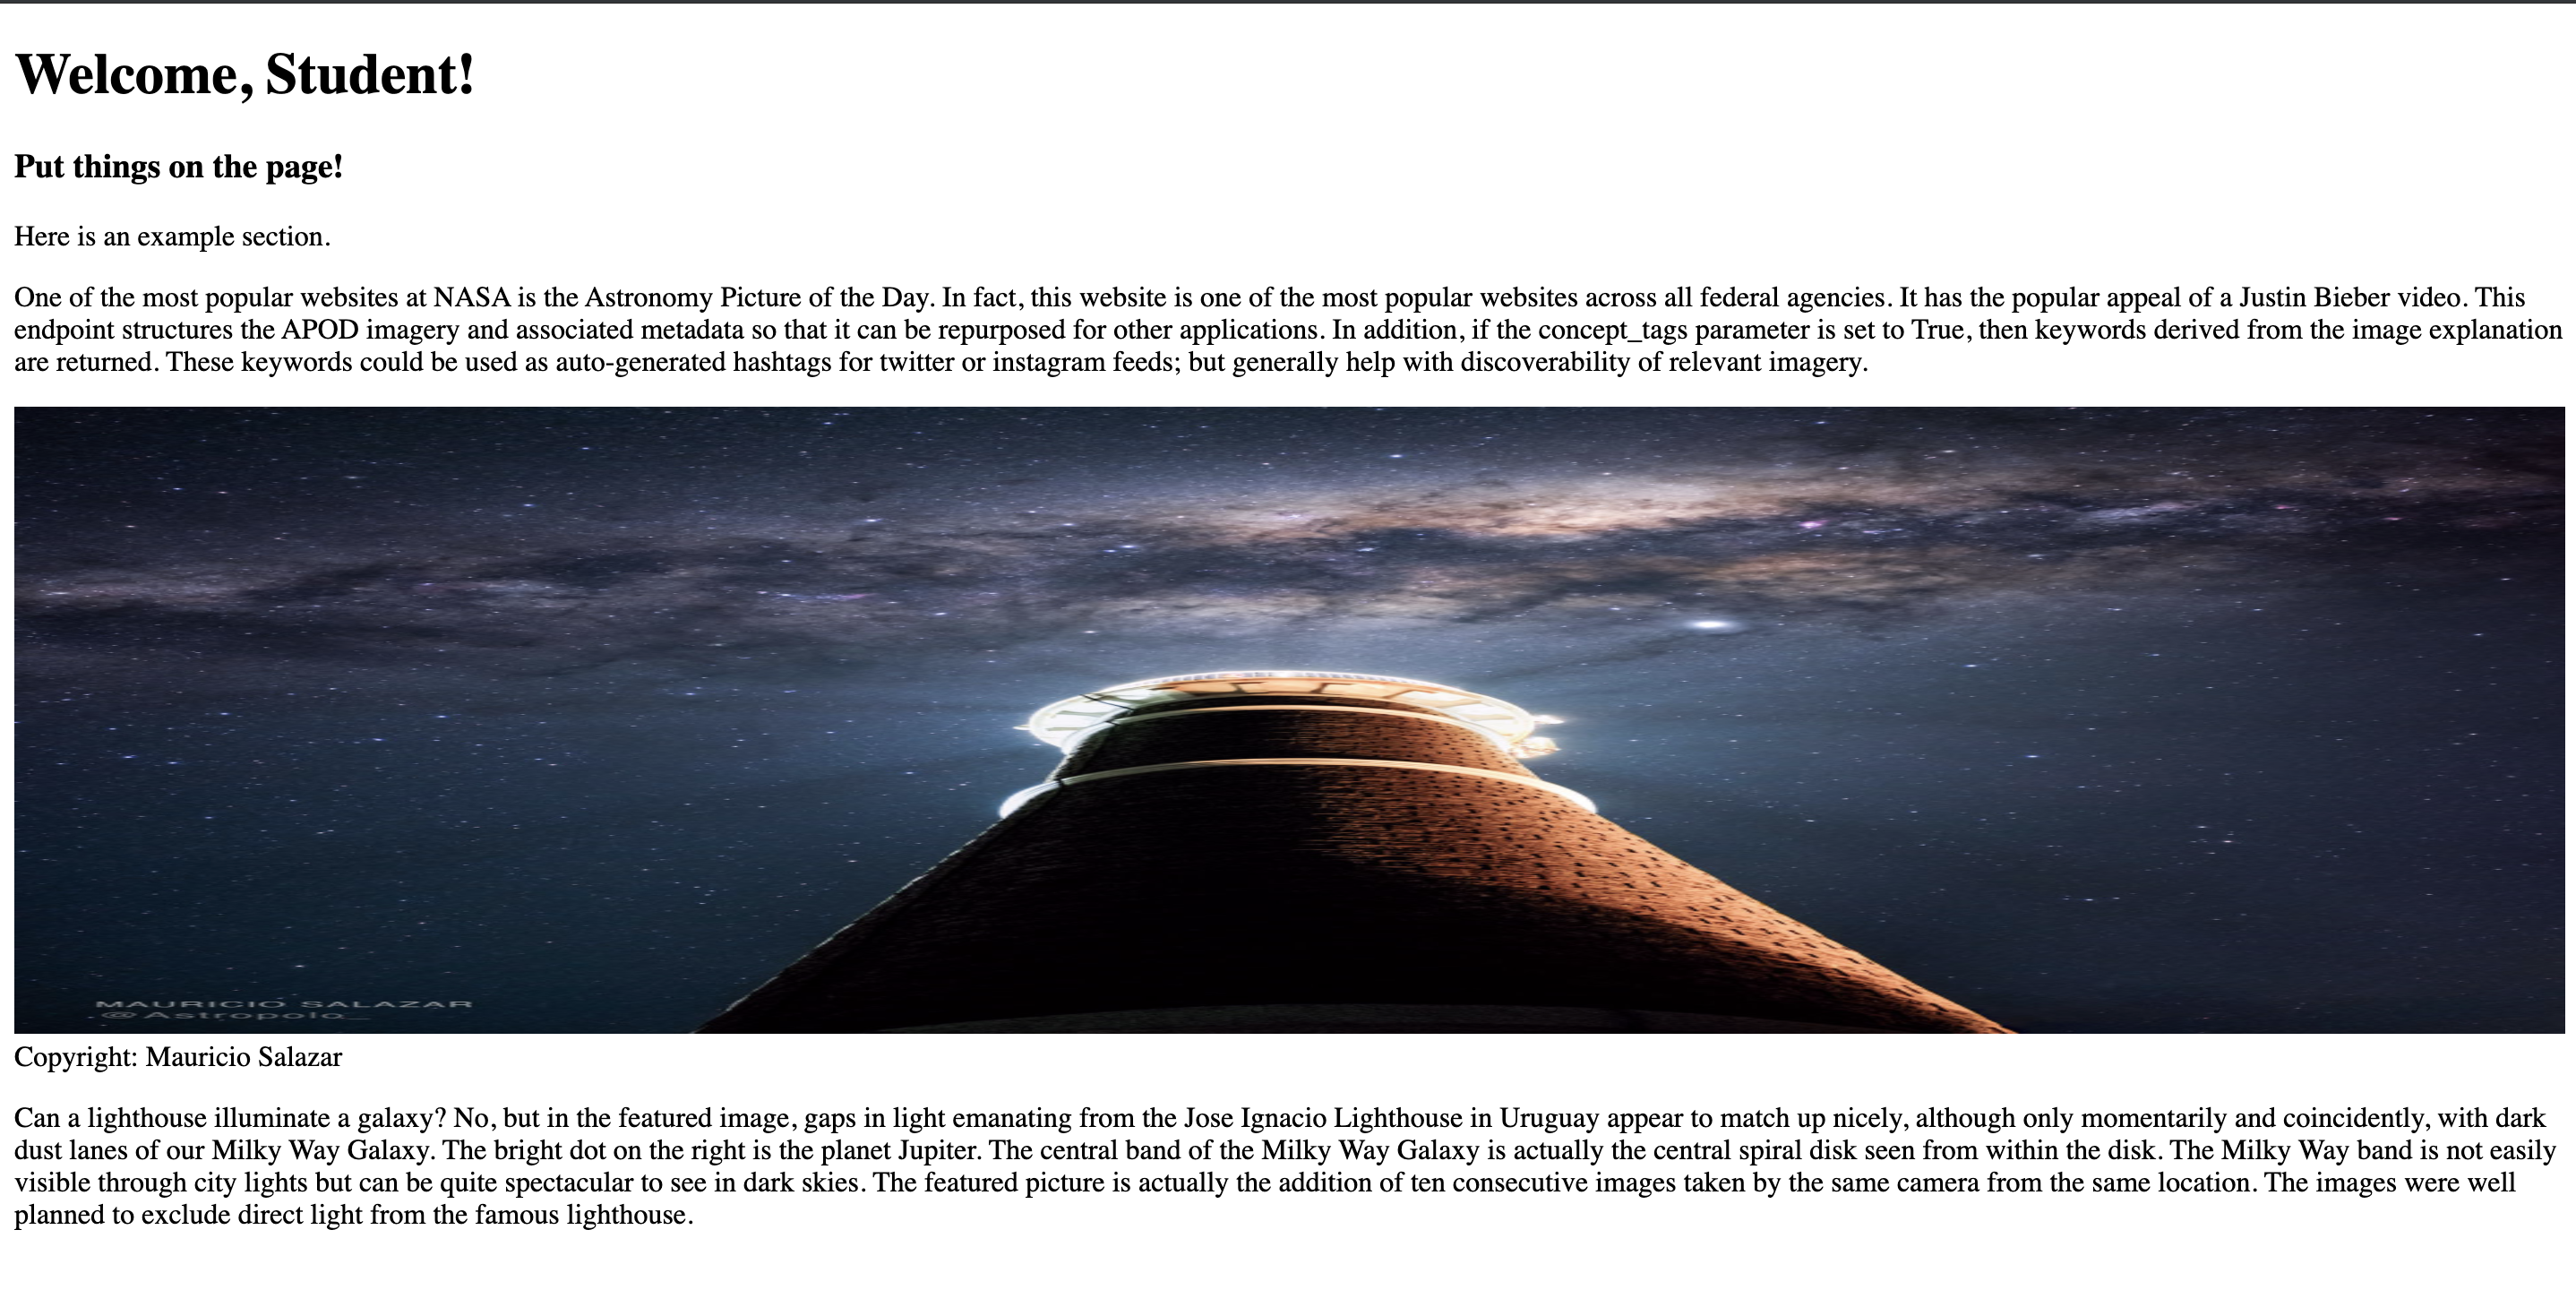 Welcome, Student!
Put things on the page!
Here is an example section.
One of the most popular websites at NASA is the Astronomy Picture of the Day. In fact, this website is one of the most popular websites across all federal agencies. It has the popular appeal of a Justin Bieber video. This
endpoint structures the APOD imagery and associated metadata so that it can be repurposed for other applications. In addition, if the concept_tags parameter is set to True, then keywords derived from the image explanation
are returned. These keywords could be used as auto-generated hashtags for twitter or instagram feeds; but generally help with discoverability of relevant imagery.
MAURICIO SALAZAR
@Astropolo_
Copyright: Mauricio Salazar
Can a lighthouse illuminate a galaxy? No, but in the featured image, gaps in light emanating from the Jose Ignacio Lighthouse in Uruguay appear to match up nicely, although only momentarily and coincidently, with dark
dust lanes of our Milky Way Galaxy. The bright dot on the right is the planet Jupiter. The central band of the Milky Way Galaxy is actually the central spiral disk seen from within the disk. The Milky Way band is not easily
visible through city lights but can be quite spectacular to see in dark skies. The featured picture is actually the addition of ten consecutive images taken by the same camera from the same location. The images were well
planned to exclude direct light from the famous lighthouse.